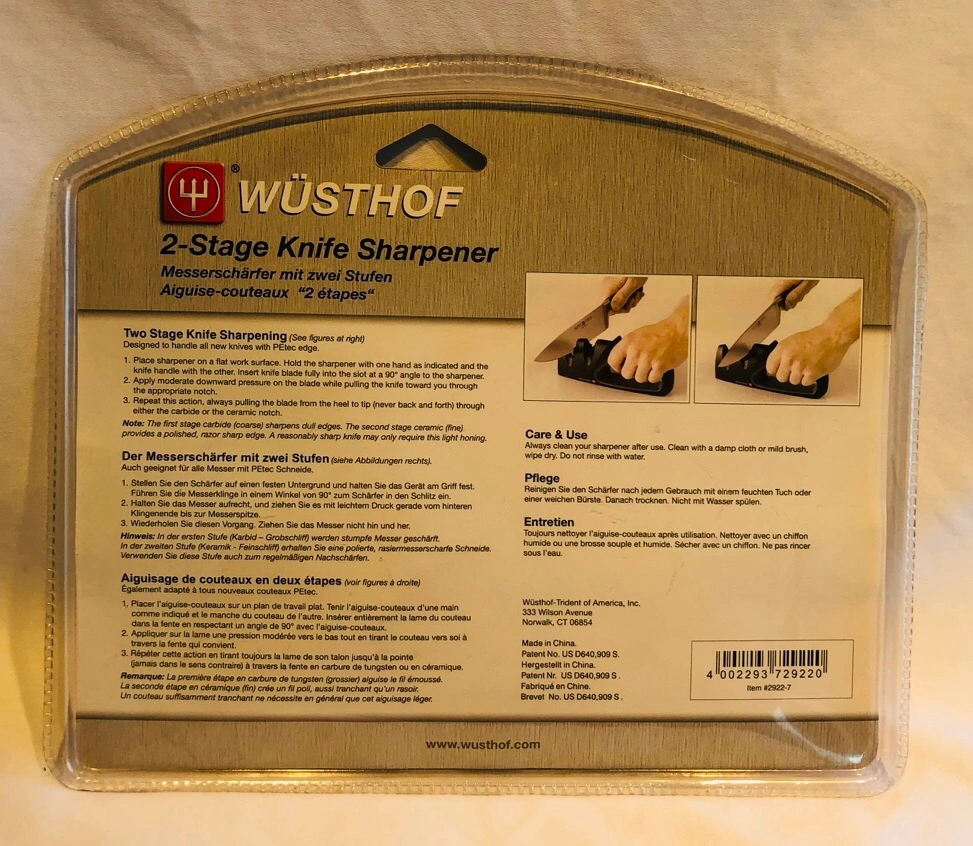 ® WÜSTHOF
2-Stage Knife Sharpener
Messerschärfer mit zwei Stufen
Aiguise-couteaux "2 étapes"
Two Stage Knife Sharpening (See figures at right)
Designed to handle all new knives with PEtec edge.
1. Place sharpener on a flat work surface. Hold the sharpener with one hand as indicated and the
knife handle with the other. Insert knife blade fully into the slot at a 90° angle to the sharpener.
2. Apply moderate downward pressure on the blade while pulling the knife toward you through
the appropriate notch.
3. Repeat this action, always pulling the blade from the heel to tip (never back and forth) through
either the carbide or the ceramic notch.
Note: The first stage carbide (coarse) sharpens dull edges. The second stage ceramic (fine)
provides a polished, razor sharp edge. A reasonably sharp knife may only require this light honing.
Der Messerschärfer mit zwei Stufen (siehe Abbildungen rechts).
Auch geeignet für alle Messer mit PEtec Schneide.
1. Stellen Sie den Schärfer auf einen festen Untergrund und halten Sie das Gerät am Griff fest.
Führen Sie die Messerklinge in einem Winkel von 90° zum Schärfer in den Schlitz ein.
2. Halten Sie das Messer aufrecht, und ziehen Sie es mit leichtem Druck gerade vom hinteren
Klingenende bis zur Messerspitze.
3. Wiederholen Sie diesen Vorgang. Ziehen Sie das Messer nicht hin und her.
Hinweis: In der ersten Stufe (Karbid – Grobschliff) werden stumpfe Messer geschärft.
In der zweiten Stufe (Keramik - Feinschliff) erhalten Sie eine polierte, rasiermesserscharfe Schneide.
Verwenden Sie diese Stufe auch zum regelmäßigen Nachschärfen.
Aiguisage de couteaux en deux étapes (voir figures à droite)
Également adapté à tous nouveaux couteaux PEtec.
1. Placer l'aiguise-couteaux sur un plan de travail plat. Tenir l'aiguise-couteaux d'une main
comme indiqué et le manche du couteau de l'autre. Insérer entièrement la lame du couteau
dans la fente en respectant un angle de 90° avec l'aiguise-couteaux.
2. Appliquer sur la lame une pression modérée vers le bas tout en tirant le couteau vers soi à
travers la fente qui convient.
3. Répéter cette action en tirant toujours la lame de son talon jusqu'à la pointe
(jamais dans le sens contraire) à travers la fente en carbure de tungsten ou en céramique.
Remarque: La première étape en carbure de tungsten (grossier) aiguise le fil émoussé.
La seconde étape en céramique (fin) crée un fil poli, aussi tranchant qu'un rasoir.
Un couteau suffisamment tranchant ne nécessite en général que cet aiguisage léger.
Care & Use
Always clean your sharpener after use. Clean with a damp cloth or mild brush,
wipe dry. Do not rinse with water.
Pflege
Reinigen Sie den Schärfer nach jedem Gebrauch mit einem feuchten Tuch oder
einer weichen Bürste. Danach trocknen. Nicht mit Wasser spülen.
Entretien
Toujours nettoyer l'aiguise-couteaux après utilisation. Nettoyer avec un chiffon
humide ou une brosse souple et humide. Sécher avec un chiffon. Ne pas rincer
sous l'eau.
Wüsthof-Trident of America, Inc.
333 Wilson Avenue
Norwalk, CT 06854
Made in China.
Patent No. US D640,909 S.
Hergestellt in China.
Patent Nr. US D640,909 S.
Fabriqué en Chine.
Brevet No. US D640,909 S.
4 002293 729220
Item #2922-7
www.wusthof.com